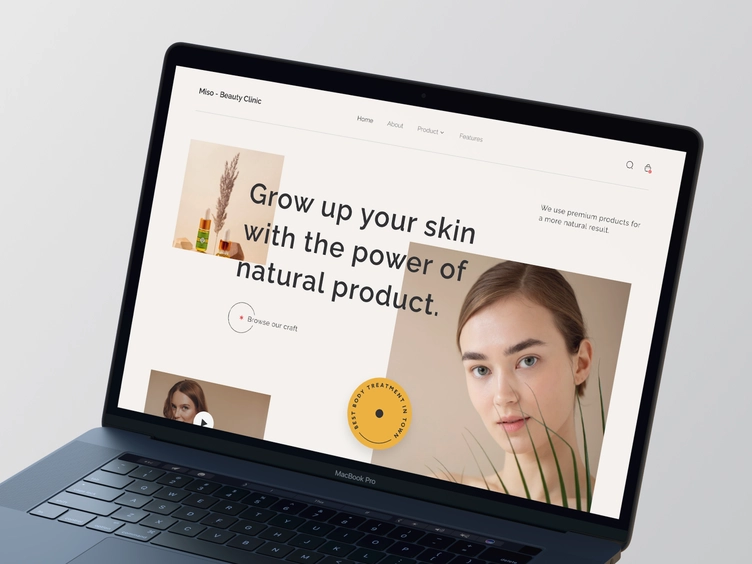 Miso - Beauty Clinic
Home About Product Features
We use premium products for
a more natural result.
Grow up your skin
with the power of
natural product.
Browse our craft
BEST BODY TREATMENT IN TOWN
MacBook Pro